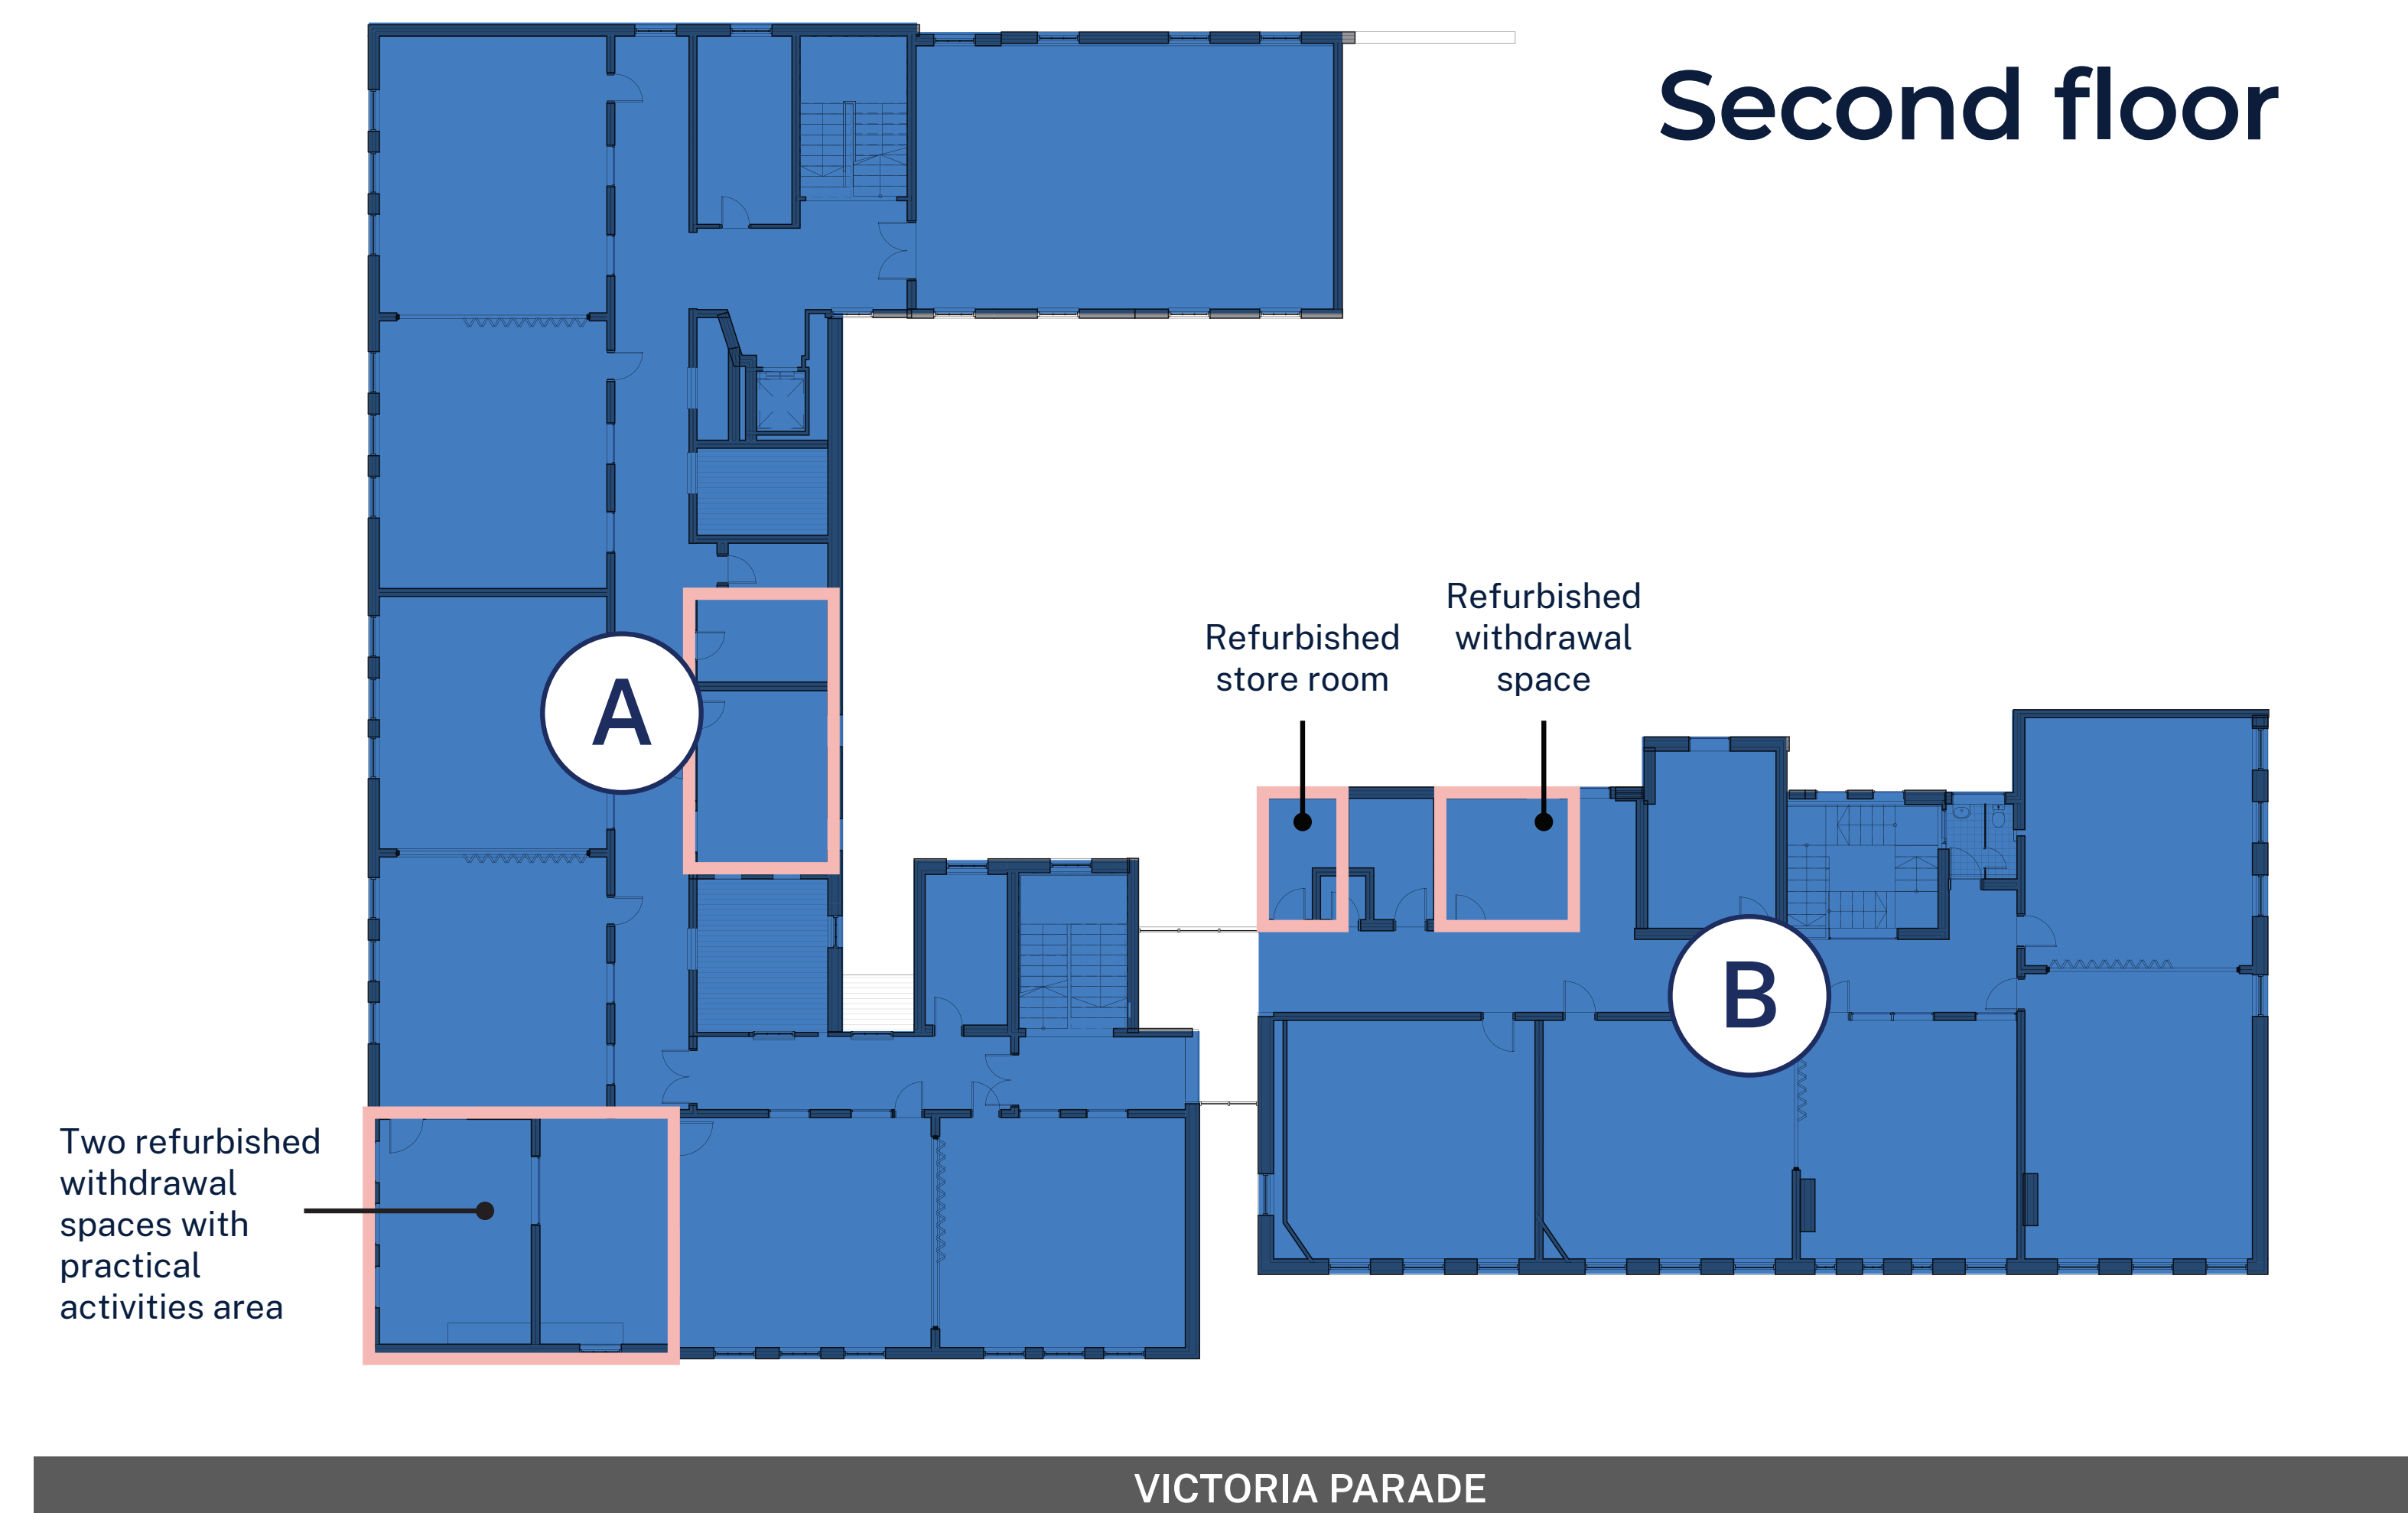 Second floor
Refurbished
withdrawal
space
Refurbished
store room
A
B
Two refurbished
withdrawal
spaces with
practical
activities area
VICTORIA PARADE